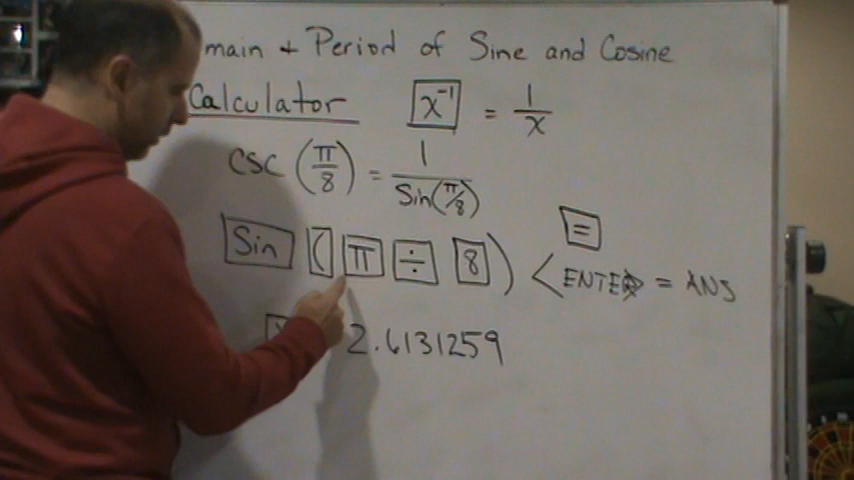 main + Period of Sine and Cosine
Calculator x⁻¹ = 1/x
csc (π/8) = 1/Sin(π/8)
=
Sin ( π ÷ 8 ) < ENTER = ANS
2.6131259